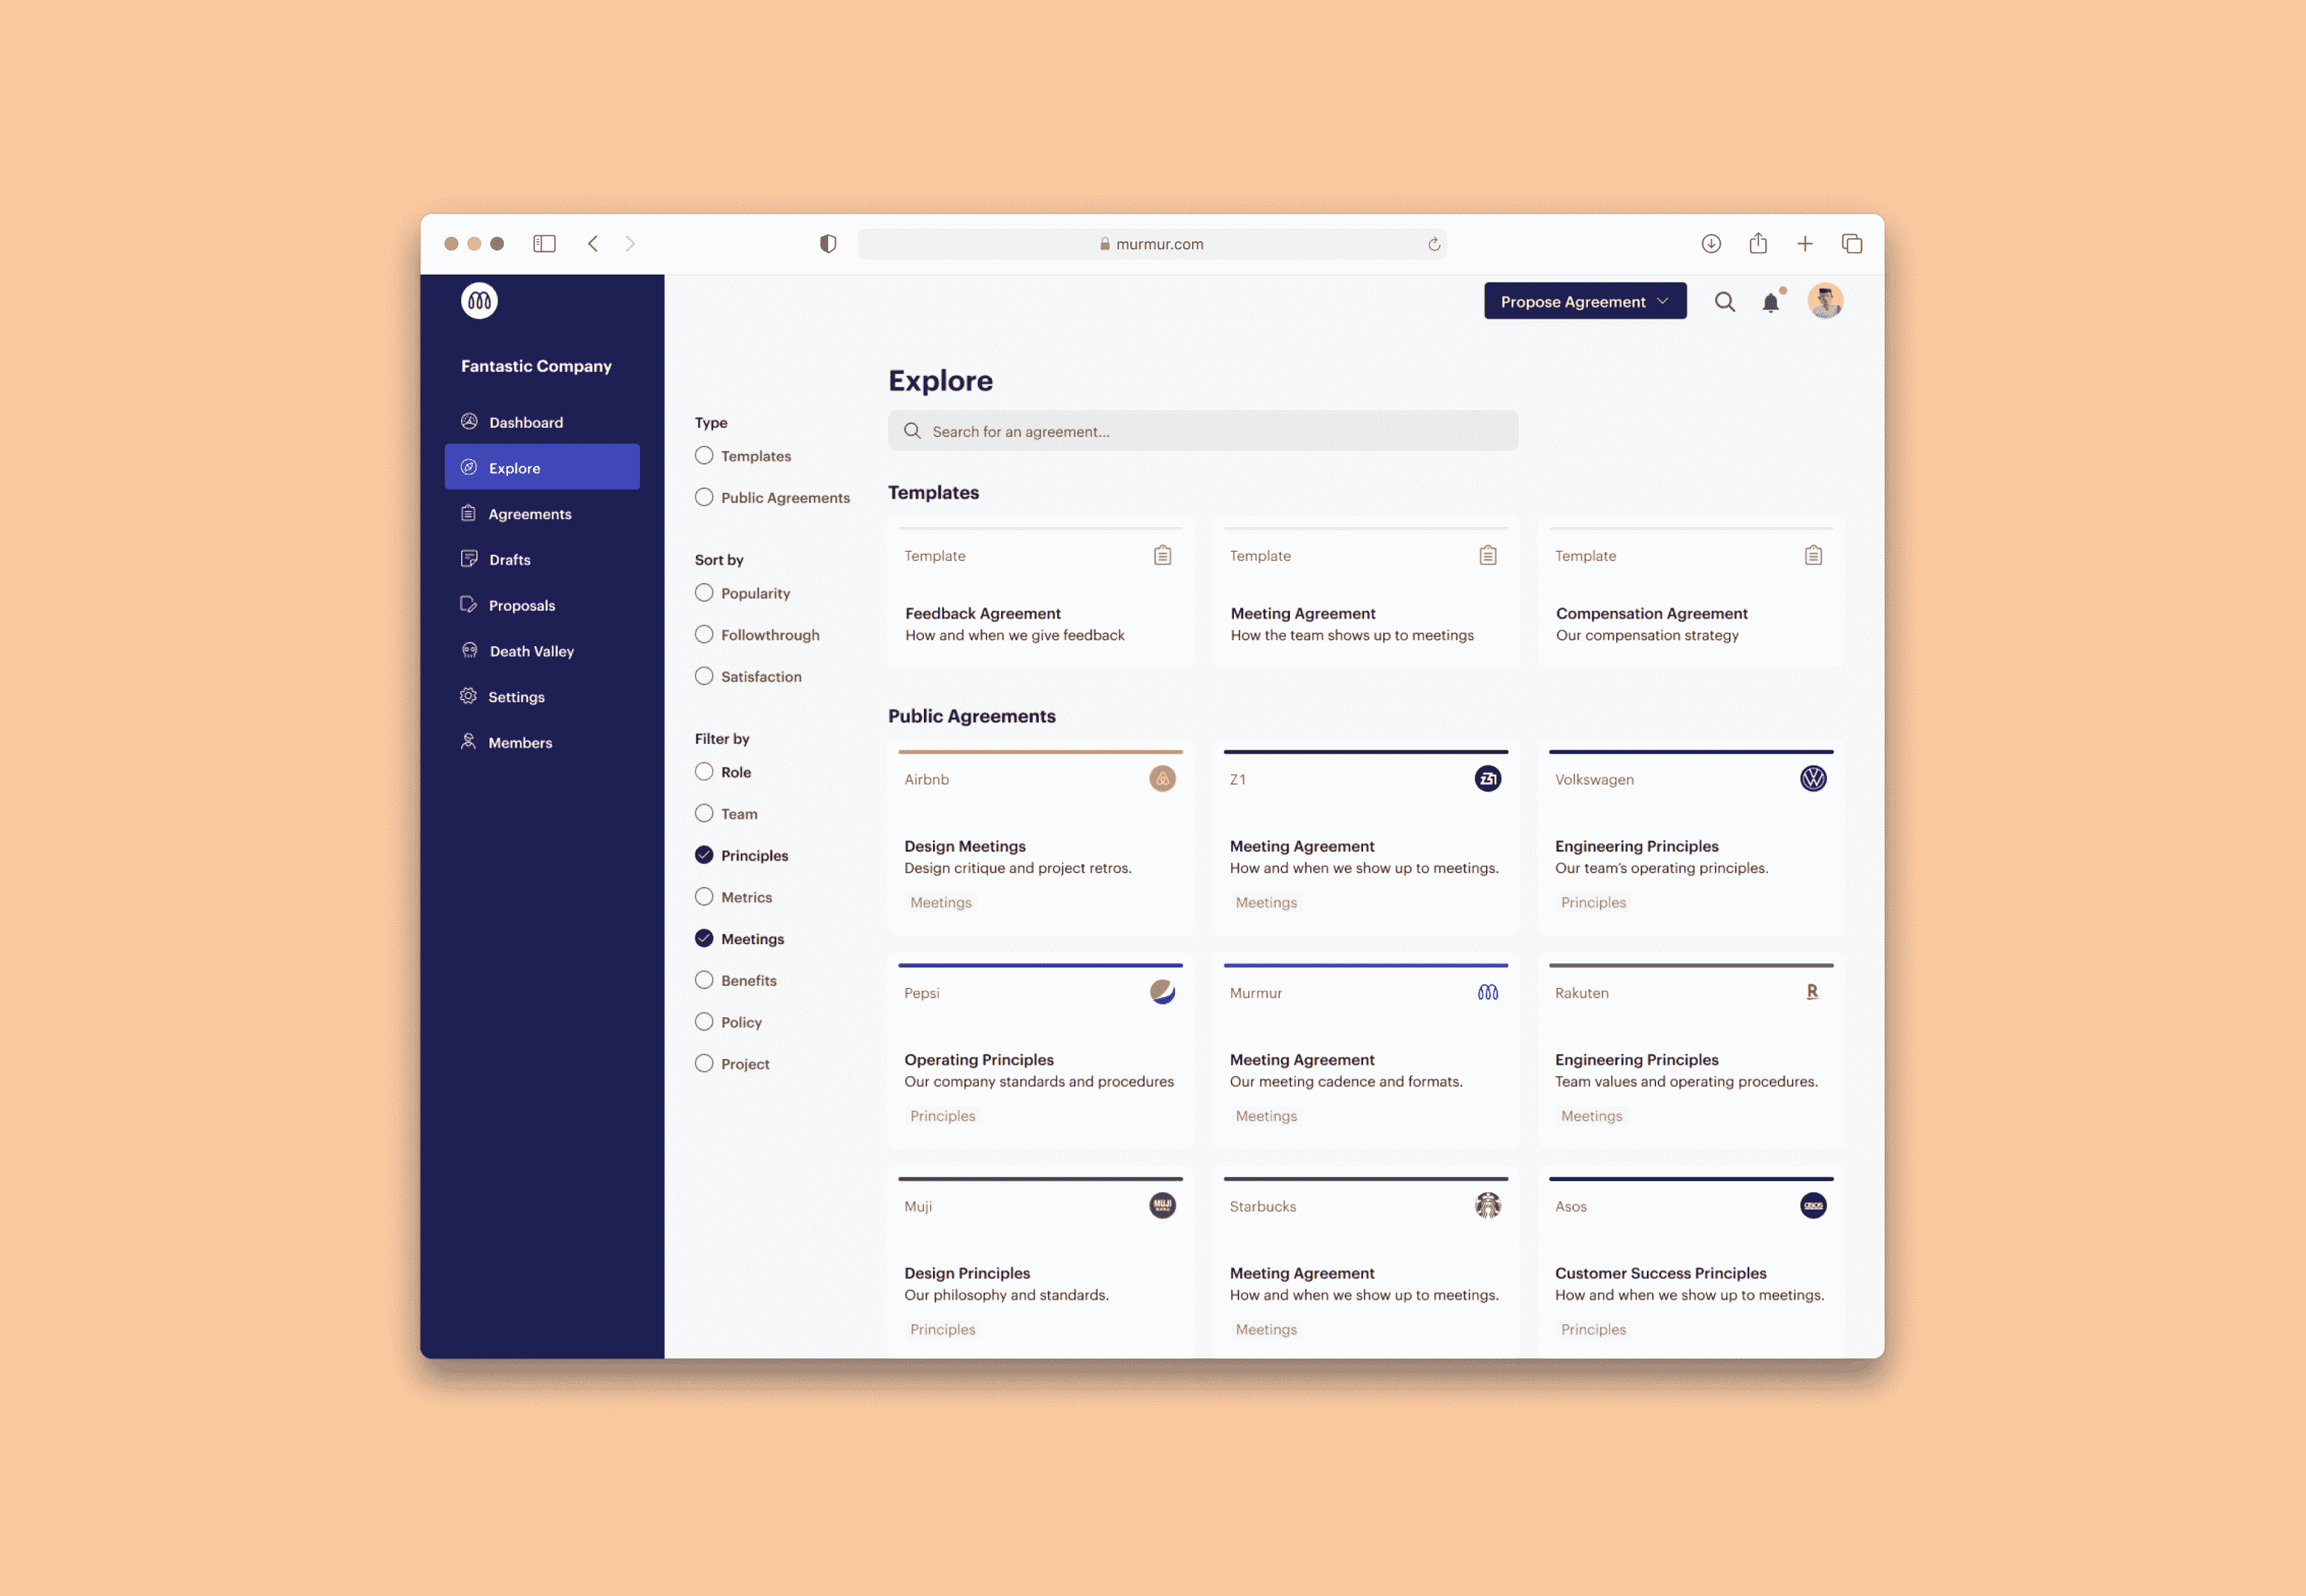 murmur.com
Propose Agreement
Fantastic Company
Dashboard
Explore
Agreements
Drafts
Proposals
Death Valley
Settings
Members
Type
Templates
Public Agreements
Sort by
Popularity
Followthrough
Satisfaction
Filter by
Role
Team
Principles
Metrics
Meetings
Benefits
Policy
Project
Explore
Search for an agreement...
Templates
Template
Feedback Agreement
How and when we give feedback
Template
Meeting Agreement
How the team shows up to meetings
Template
Compensation Agreement
Our compensation strategy
Public Agreements
Airbnb
Design Meetings
Design critique and project retros.
Meetings
Z1
Z1
Meeting Agreement
How and when we show up to meetings.
Meetings
Volkswagen
Engineering Principles
Our team's operating principles.
Principles
Pepsi
Operating Principles
Our company standards and procedures
Principles
Murmur
Meeting Agreement
Our meeting cadence and formats.
Meetings
Rakuten
R
Engineering Principles
Team values and operating procedures.
Meetings
Muji
MUJI
Design Principles
Our philosophy and standards.
Principles
Starbucks
Meeting Agreement
How and when we show up to meetings.
Meetings
Asos
asos
Customer Success Principles
How and when we show up to meetings.
Principles